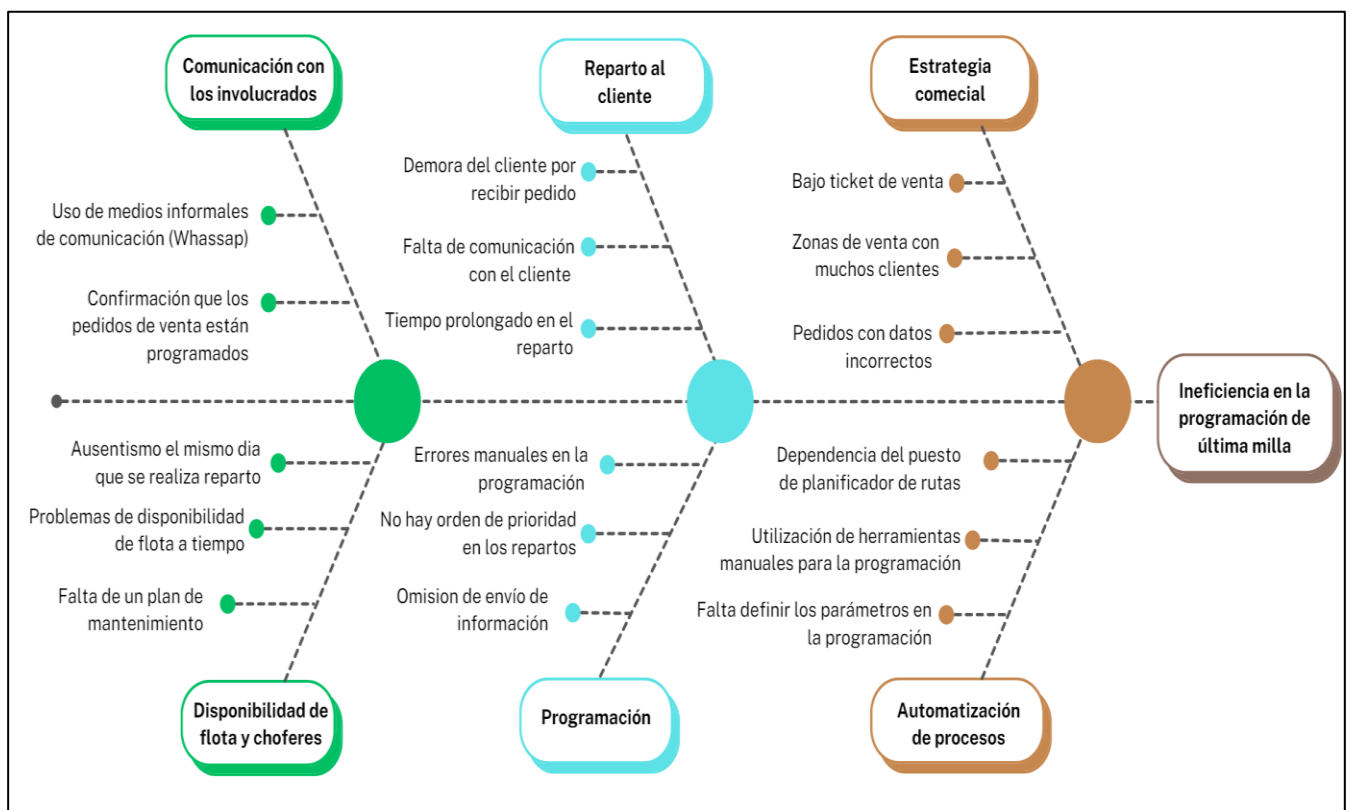 Comunicación con
los involucrados
Reparto al
cliente
Estrategia
comecial
Uso de medios informales
de comunicación (Whassap)
Confirmación que los
pedidos de venta están
programados
Demora del cliente por
recibir pedido
Falta de comunicación
con el cliente
Tiempo prolongado en el
reparto
Bajo ticket de venta
Zonas de venta con
muchos clientes
Pedidos con datos
incorrectos
Ineficiencia en la
programación de
última milla
Ausentismo el mismo dia
que se realiza reparto
Problemas de disponibilidad
de flota a tiempo
Falta de un plan de
mantenimiento
Errores manuales en la
programación
No hay orden de prioridad
en los repartos
Omision de envío de
información
Dependencia del puesto
de planificador de rutas
Utilización de herramientas
manuales para la programación
Falta definir los parámetros en
la programación
Disponibilidad de
flota y choferes
Programación
Automatización
de procesos